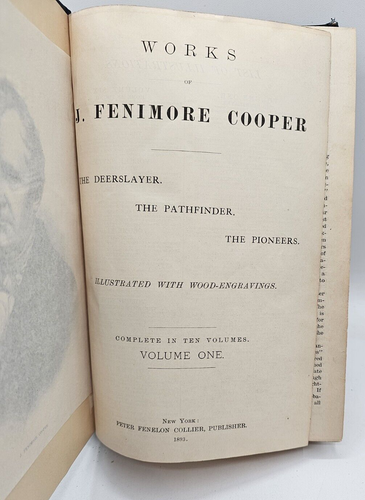 WORKS
OF
J. FENIMORE COOPER
THE DEERSLAYER.
THE PATHFINDER.
THE PIONEERS.
ILLUSTRATED WITH WOOD-ENGRAVINGS.
COMPLETE IN TEN VOLUMES.
VOLUME ONE.
NEW YORK:
PETER FENELON COLLIER, PUBLISHER.